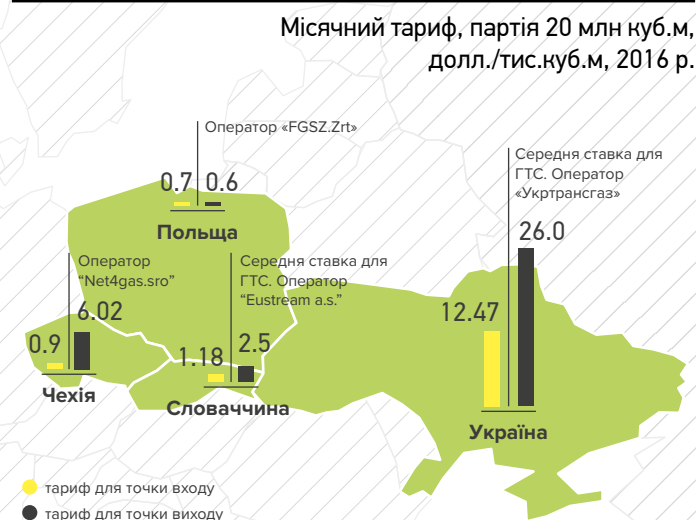 Місячний тариф, партія 20 млн куб.м,
долл./тис.куб.м, 2016 р.
Оператор «FGSZ.Zrt»
0.7 0.6
Польща
Середня ставка для
ГТС. Оператор
«Укртрансгаз»
26.0
12.47
Україна
Оператор
“Net4gas.sro”
6.02
0.9
Чехія
Середня ставка для
ГТС. Оператор
“Eustream a.s.”
2.5
1.18
Словаччина
тариф для точки входу
тариф для точки виходу